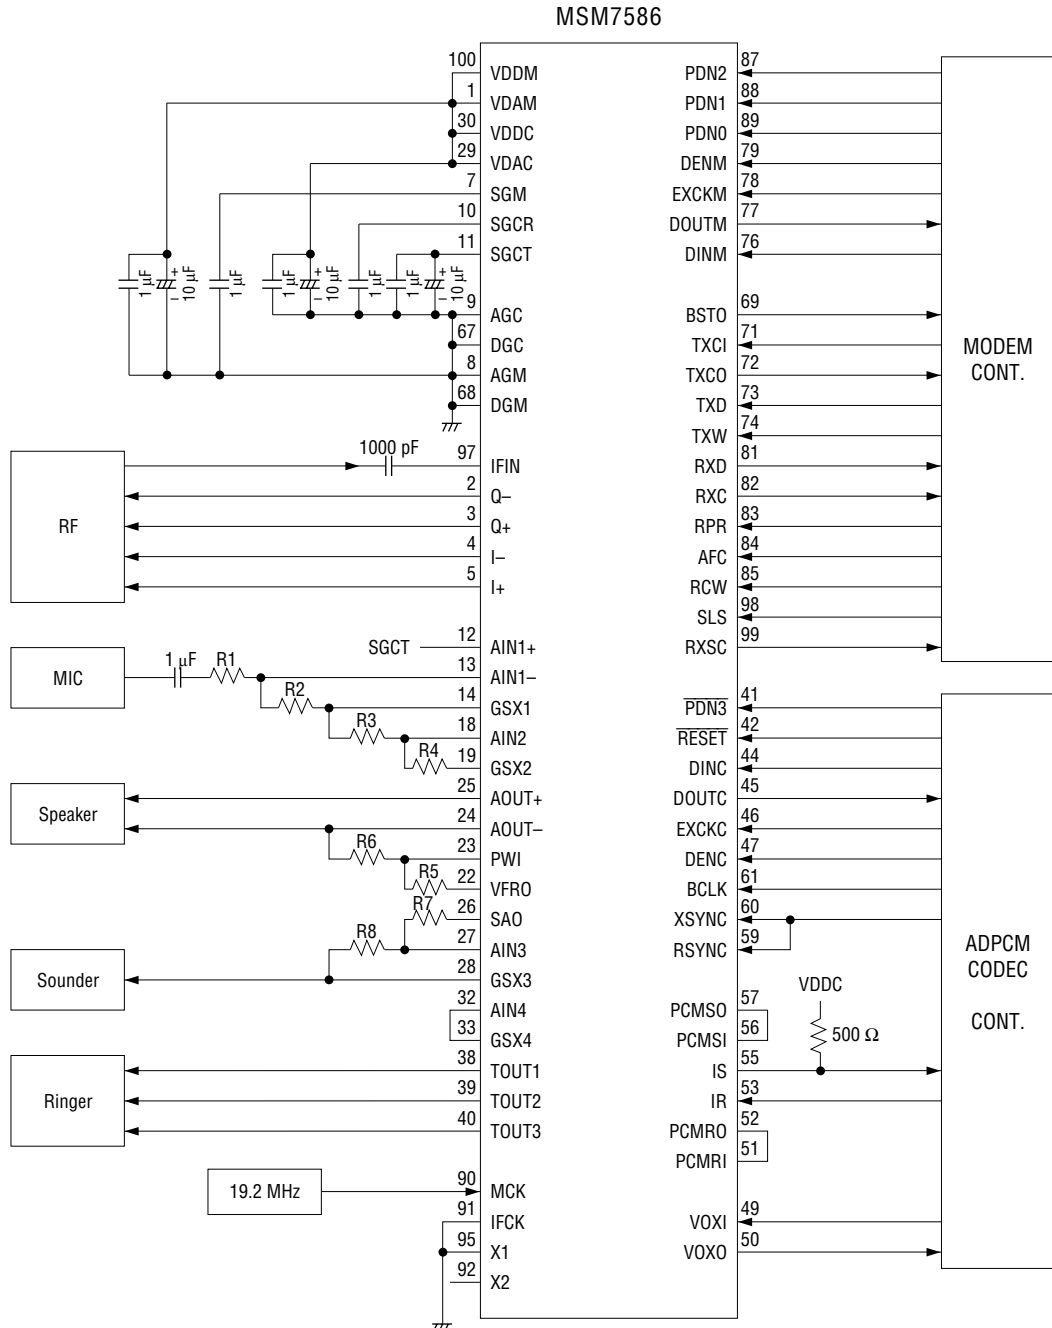 MSM7586
100 VDDM
1 VDAM
30 VDDC
29 VDAC
7 SGM
10 SGCR
11 SGCT
1 μF
+
–
10 μF
1 μF
1 μF
+
–
10 μF
1 μF
1 μF
+
–
10 μF
9 AGC
67 DGC
8 AGM
68 DGM
RF
1000 pF
97 IFIN
2 Q–
3 Q+
4 I–
5 I+
MIC
SGCT
12 AIN1+
1 μF
R1
13 AIN1–
R2
14 GSX1
R3
18 AIN2
R4
19 GSX2
Speaker
25 AOUT+
24 AOUT–
R6
23 PWI
R5
22 VFRO
R7
26 SAO
R8
27 AIN3
Sounder
28 GSX3
32 AIN4
33 GSX4
Ringer
38 TOUT1
39 TOUT2
40 TOUT3
19.2 MHz
90 MCK
91 IFCK
95 X1
92 X2
PDN2 87
PDN1 88
PDN0 89
DENM 79
EXCKM 78
DOUTM 77
DINM 76
BSTO 69
TXCI 71
TXCO 72
TXD 73
TXW 74
RXD 81
RXC 82
RPR 83
AFC 84
RCW 85
SLS 98
RXSC 99
MODEM
CONT.
PDN3 41
RESET 42
DINC 44
DOUTC 45
EXCKC 46
DENC 47
BCLK 61
XSYNC 60
RSYNC 59
VDDC
500 Ω
PCMSO 57
PCMSI 56
IS 55
IR 53
PCMRO 52
PCMRI 51
VOXI 49
VOXO 50
ADPCM
CODEC
CONT.